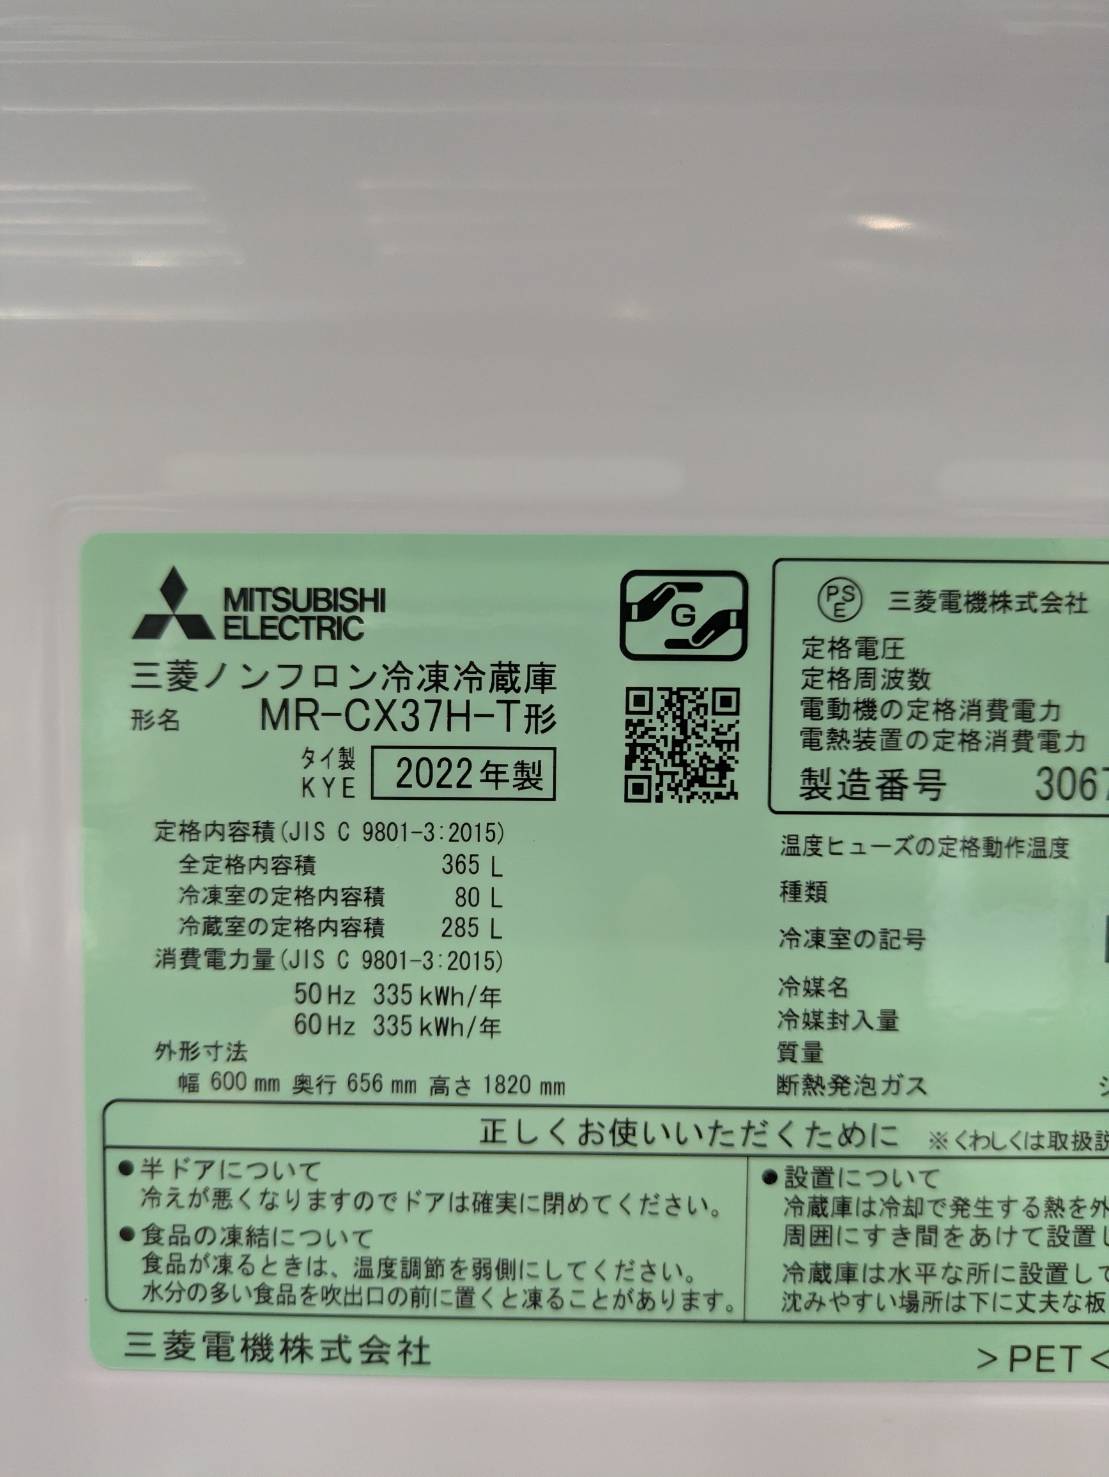 MITSUBISHI
ELECTRIC
三菱ノンフロン冷凍冷蔵庫
形名 MR-CX37H-T形
タイ製
KYE
2022年製
定格内容積(JIS C 9801-3:2015)
全定格内容積 365 L
冷凍室の定格内容積 80 L
冷蔵室の定格内容積 285 L
消費電力量(JIS C 9801-3:2015)
50Hz 335kWh/年
60Hz 335kWh/年
外形寸法
幅 600mm 奥行 656mm 高さ 1820mm
G
PS
E
三菱電機株式会社
定格電圧
定格周波数
電動機の定格消費電力
電熱装置の定格消費電力
製造番号 3067
温度ヒューズの定格動作温度
種類
冷凍室の記号
冷媒名
冷媒封入量
質量
断熱発泡ガス
正しくお使いいただくために ※くわしくは取扱説
●半ドアについて
冷えが悪くなりますのでドアは確実に閉めてください。
●食品の凍結について
食品が凍るときは、温度調節を弱側にしてください。
水分の多い食品を吹出口の前に置くと凍ることがあります。
●設置について
冷蔵庫は冷却で発生する熱を外
周囲にすき間をあけて設置し
冷蔵庫は水平な所に設置して
沈みやすい場所は下に丈夫な板
三菱電機株式会社
>PET<